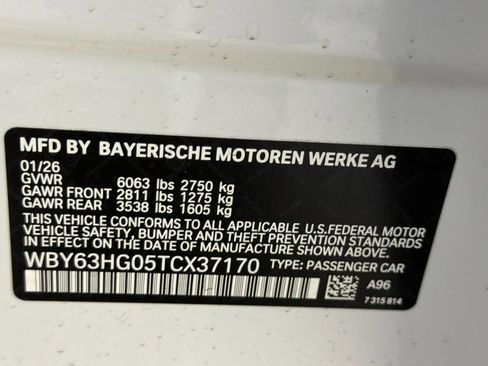 MFD BY BAYERISCHE MOTOREN WERKE AG
01/26
GVWR 6063 lbs 2750 kg
GAWR FRONT 2811 lbs 1275 kg
GAWR REAR 3538 lbs 1605 kg
THIS VEHICLE CONFORMS TO ALL APPLICABLE U.S.FEDERAL MOTOR
VEHICLE SAFETY, BUMPER AND THEFT PREVENTION STANDARDS
IN EFFECT ON THE DATE OF MANUFACTURE SHOWN ABOVE.
WBY63HG05TCX37170 TYPE: PASSENGER CAR
A96
7 315 814